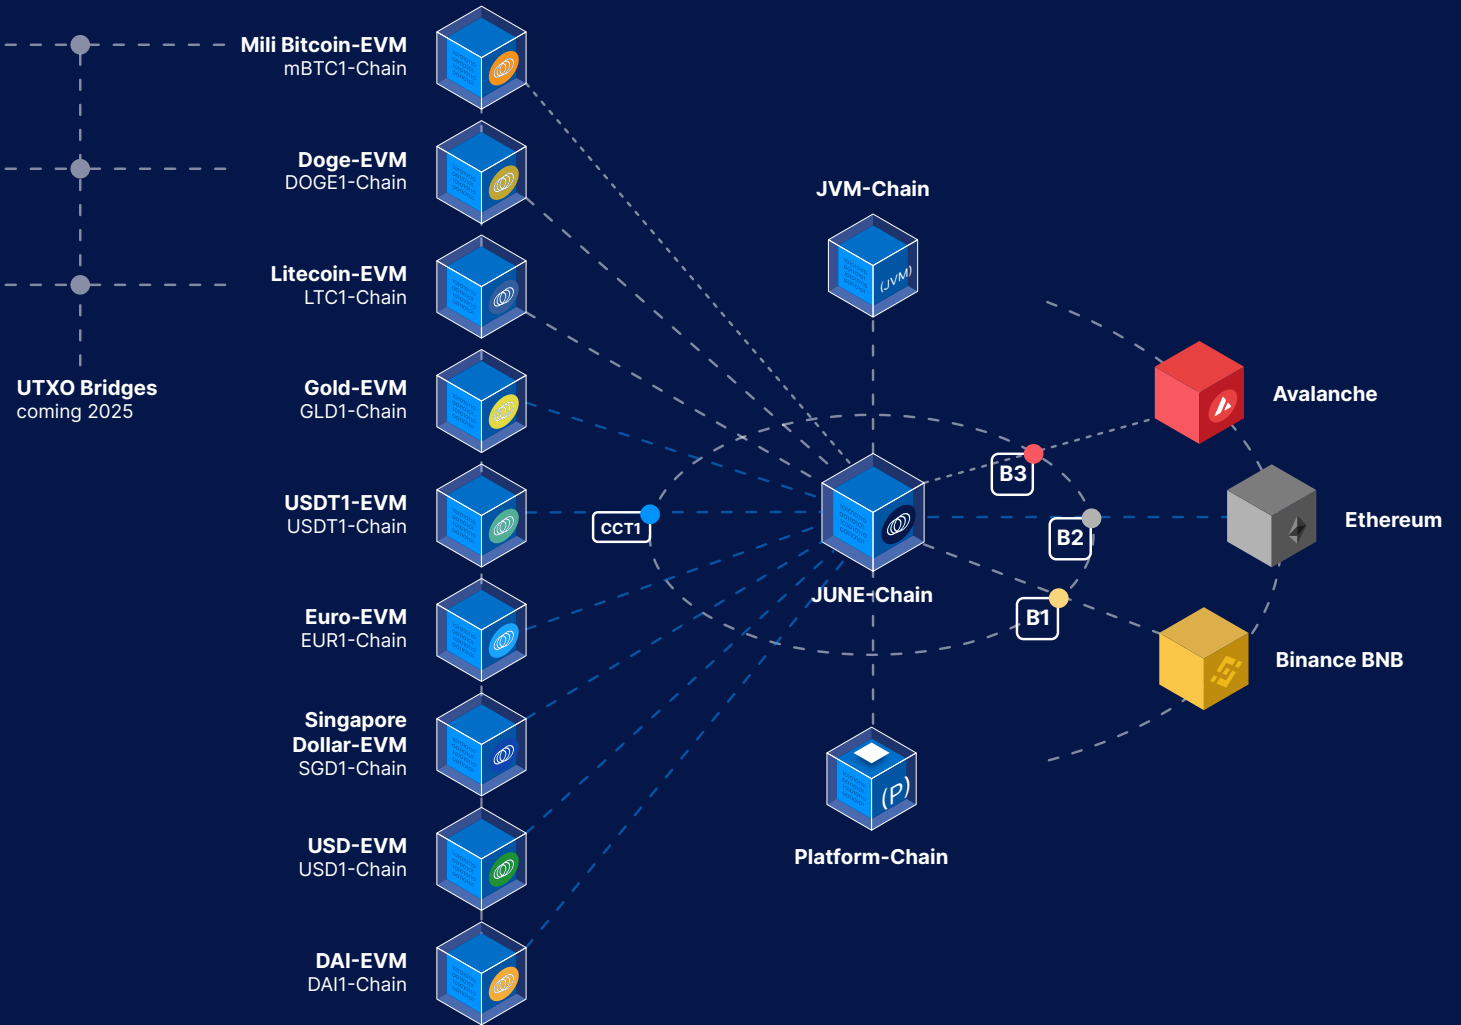 Mili Bitcoin-EVM
mBTC1-Chain
Doge-EVM
DOGE1-Chain
Litecoin-EVM
LTC1-Chain
UTXO Bridges
coming 2025
Gold-EVM
GLD1-Chain
USDT1-EVM
USDT1-Chain
Euro-EVM
EUR1-Chain
Singapore
Dollar-EVM
SGD1-Chain
USD-EVM
USD1-Chain
DAI-EVM
DAI1-Chain
CCT1
JVM-Chain
(JVM)
JUNE-Chain
(P)
Platform-Chain
B3
B2
B1
Avalanche
Ethereum
Binance BNB